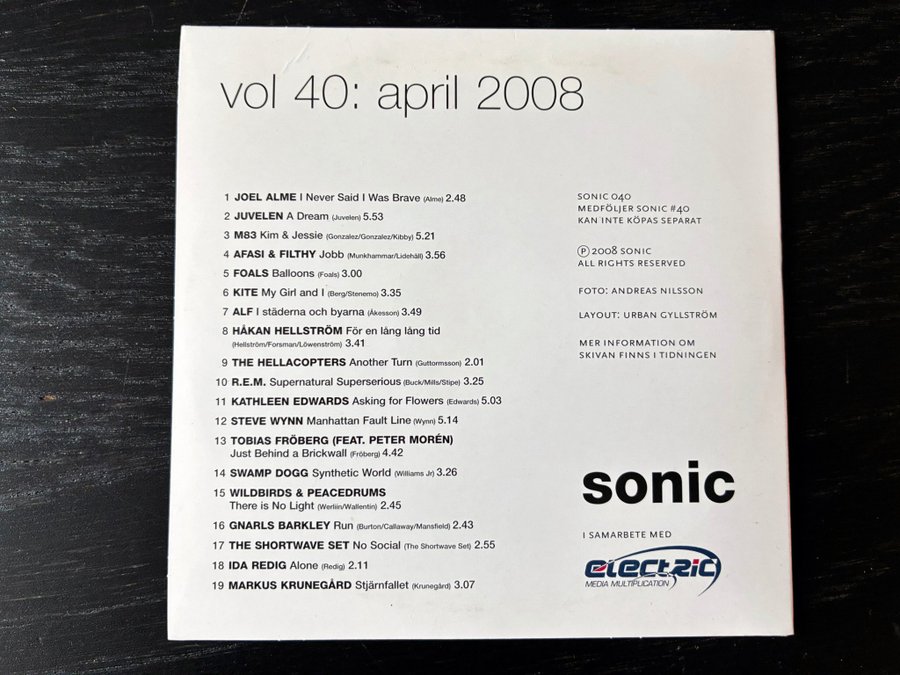 vol 40: april 2008
1 JOEL ALME I Never Said I Was Brave (Alme) 2.48
2 JUVELEN A Dream (Juvelen) 5.53
3 M83 Kim & Jessie (Gonzalez/Gonzalez/Kibby) 5.21
4 AFASI & FILTHY Jobb (Munkhammar/Lidehäll) 3.56
5 FOALS Balloons (Foals) 3.00
6 KITE My Girl and I (Berg/Stenemo) 3.35
7 ALF I städerna och byarna (Åkesson) 3.49
8 HÅKAN HELLSTRÖM För en lång lång tid
(Hellström/Forsman/Löwenström) 3.41
9 THE HELLACOPTERS Another Turn (Guttormsson) 2.01
10 R.E.M. Supernatural Superserious (Buck/Mills/Stipe) 3.25
11 KATHLEEN EDWARDS Asking for Flowers (Edwards) 5.03
12 STEVE WYNN Manhattan Fault Line (Wynn) 5.14
13 TOBIAS FRÖBERG (FEAT. PETER MORÉN)
Just Behind a Brickwall (Fröberg) 4.42
14 SWAMP DOGG Synthetic World (Williams Jr) 3.26
15 WILDBIRDS & PEACEDRUMS
There is No Light (Werliin/Wallentin) 2.45
16 GNARLS BARKLEY Run (Burton/Callaway/Mansfield) 2.43
17 THE SHORTWAVE SET No Social (The Shortwave Set) 2.55
18 IDA REDIG Alone (Redig) 2.11
19 MARKUS KRUNEGÅRD Stjärnfallet (Krunegård) 3.07
SONIC 040
MEDFÖLJER SONIC #40
KAN INTE KÖPAS SEPARAT
Ⓟ 2008 SONIC
ALL RIGHTS RESERVED
FOTO: ANDREAS NILSSON
LAYOUT: URBAN GYLLSTRÖM
MER INFORMATION OM
SKIVAN FINNS I TIDNINGEN
sonic
I SAMARBETE MED
electric
MEDIA MULTIPLICATION